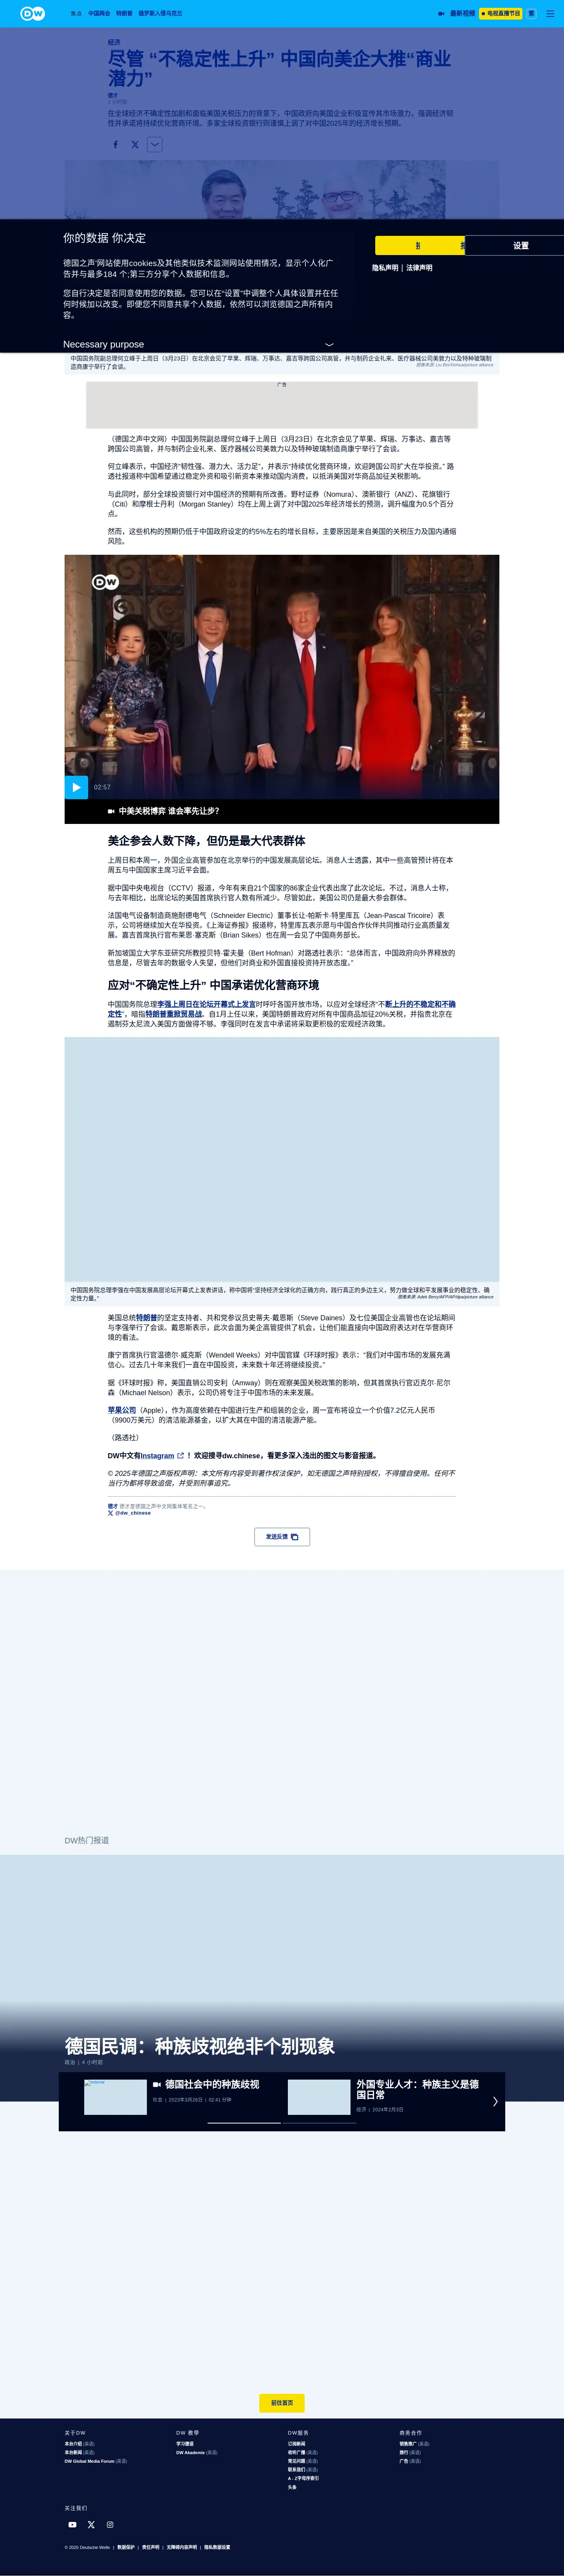 DW
焦点 中国两会 特朗普 俄罗斯入侵乌克兰
最新视频
电视直播节目
繁
经济
尽管 “不稳定性上升” 中国向美企大推“商业
潜力”
德才
在全球经济不确定性加剧和面临美国关税压力的背景下，中国政府向美国企业积极宣传其市场潜力，强调经济韧
性并承诺将持续优化营商环境。多家全球投资银行则谨慎上调了对中国2025年的经济增长预期。
你的数据 你决定
德国之声网站使用cookies及其他类似技术监测网站使用情况，显示个人化广
告并与最多184 个;第三方分享个人数据和信息。
您自行决定是否同意使用您的数据。您可以在“设置”中调整个人具体设置并在任
何时候加以改变。即便您不同意共享个人数据，依然可以浏览德国之声所有内
容。
Necessary purpose
设置
隐私声明 | 法律声明
中国国务院副总理何立峰于上周日（3月23日）在北京会见了苹果、辉瑞、万事达、嘉吉等跨国公司高管，并与制药企业礼来、医疗器械公司美敦力以及特种玻璃制
造商康宁举行了会谈。
图像来源: Liu Bin/Xinhua/picture alliance
广告
（德国之声中文网）中国国务院副总理何立峰于上周日（3月23日）在北京会见了苹果、辉瑞、万事达、嘉吉等
跨国公司高管，并与制药企业礼来、医疗器械公司美敦力以及特种玻璃制造商康宁举行了会谈。
何立峰表示，中国经济“韧性强、潜力大、活力足”，并表示“持续优化营商环境，欢迎跨国公司扩大在华投资。” 路
透社报道称中国希望通过稳定外资和吸引新资本来推动国内消费，以抵消美国对华商品加征关税影响。
与此同时，部分全球投资银行对中国经济的预期有所改善。野村证券（Nomura）、澳新银行（ANZ）、花旗银行
（Citi）和摩根士丹利（Morgan Stanley）均在上周上调了对中国2025年经济增长的预测，调升幅度为0.5个百分
点。
然而，这些机构的预期仍低于中国政府设定的约5%左右的增长目标，主要原因是来自美国的关税压力及国内通缩
风险。
DW
02:57
中美关税博弈 谁会率先让步？
美企参会人数下降，但仍是最大代表群体
上周日和本周一，外国企业高管参加在北京举行的中国发展高层论坛。消息人士透露，其中一些高管预计将在本
周五与中国国家主席习近平会面。
据中国中央电视台（CCTV）报道，今年有来自21个国家的86家企业代表出席了此次论坛。不过，消息人士称，
与去年相比，出席论坛的美国首席执行官人数有所减少。尽管如此，美国公司仍是最大参会群体。
法国电气设备制造商施耐德电气（Schneider Electric）董事长让-帕斯卡·特里库瓦（Jean-Pascal Tricoire）表
示，公司将继续加大在华投资。《上海证券报》报道称，特里库瓦表示愿与中国合作伙伴共同推动行业高质量发
展。嘉吉首席执行官布莱恩·塞克斯（Brian Sikes）也在周一会见了中国商务部长。
新加坡国立大学东亚研究所教授贝特·霍夫曼（Bert Hofman）对路透社表示：“总体而言，中国政府向外界释放的
信息是，尽管去年的数据令人失望，但他们对商业和外国直接投资持开放态度。”
应对“不确定性上升” 中国承诺优化营商环境
中国国务院总理李强上周日在论坛开幕式上发言时呼吁各国开放市场，以应对全球经济“不断上升的不稳定和不确
定性”，暗指特朗普重掀贸易战。自1月上任以来，美国特朗普政府对所有中国商品加征20%关税，并指责北京在
遏制芬太尼流入美国方面做得不够。李强同时在发言中承诺将采取更积极的宏观经济政策。
中国国务院总理李强在中国发展高层论坛开幕式上发表讲话，称中国将“坚持经济全球化的正确方向，践行真正的多边主义，努力做全球和平发展事业的稳定性、确
定性力量。”
图像来源: Adek Berry/AFP/AP/dpa/picture alliance
美国总统特朗普的坚定支持者、共和党参议员史蒂夫·戴恩斯（Steve Daines）及七位美国企业高管也在论坛期间
与李强举行了会谈。戴恩斯表示，此次会面为美企高管提供了机会，让他们能直接向中国政府表达对在华营商环
境的看法。
康宁首席执行官温德尔·威克斯（Wendell Weeks）对中国官媒《环球时报》表示：“我们对中国市场的发展充满
信心。过去几十年来我们一直在中国投资，未来数十年还将继续投资。”
据《环球时报》称，美国直销公司安利（Amway）则在观察美国关税政策的影响，但其首席执行官迈克尔·尼尔
森（Michael Nelson）表示，公司仍将专注于中国市场的未来发展。
苹果公司（Apple），作为高度依赖在中国进行生产和组装的企业，周一宣布将设立一个价值7.2亿元人民币
（9900万美元）的清洁能源基金，以扩大其在中国的清洁能源产能。
（路透社）
DW中文有Instagram ！欢迎搜寻dw.chinese，看更多深入浅出的图文与影音报道。
© 2025年德国之声版权声明：本文所有内容受到著作权法保护，如无德国之声特别授权，不得擅自使用。任何不
当行为都将导致追偿，并受到刑事追究。
德才 德才是德国之声中文网集体笔名之一。
@dw_chinese
发送反馈
DW热门报道
德国民调：种族歧视绝非个别现象
政治 | 4 小时前
德国社会中的种族歧视
社会 | 2023年3月20日 | 02:41 分钟
外国专业人才：种族主义是德
国日常
经济 | 2024年2月3日
前往首页
关于DW
本台介绍 (英语)
本台新闻 (英语)
DW Global Media Forum (英语)
DW 教學
学习德语
DW Akademie (英语)
DW服务
订阅新闻
收听广播 (英语)
常见问题 (英语)
联系我们 (英语)
A - Z字母序索引
头条
商务合作
销售推广 (英语)
旅行 (英语)
广告 (英语)
关注我们
© 2025 Deutsche Welle | 数据保护 | 责任声明 | 无障碍内容声明 | 隐私数据设置